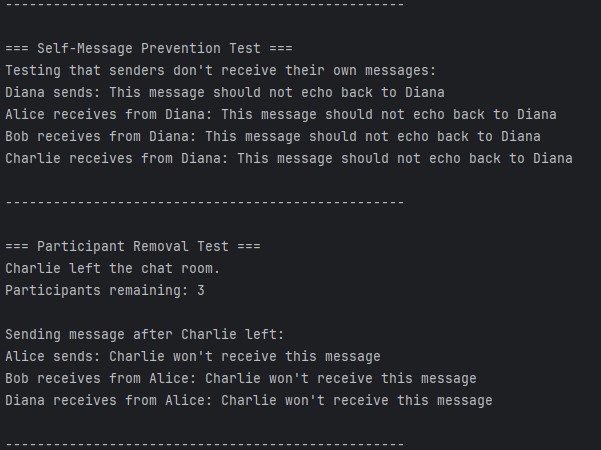 --------------------------------------------------
=== Self-Message Prevention Test ===
Testing that senders don't receive their own messages:
Diana sends: This message should not echo back to Diana
Alice receives from Diana: This message should not echo back to Diana
Bob receives from Diana: This message should not echo back to Diana
Charlie receives from Diana: This message should not echo back to Diana
--------------------------------------------------
=== Participant Removal Test ===
Charlie left the chat room.
Participants remaining: 3
Sending message after Charlie left:
Alice sends: Charlie won't receive this message
Bob receives from Alice: Charlie won't receive this message
Diana receives from Alice: Charlie won't receive this message
--------------------------------------------------